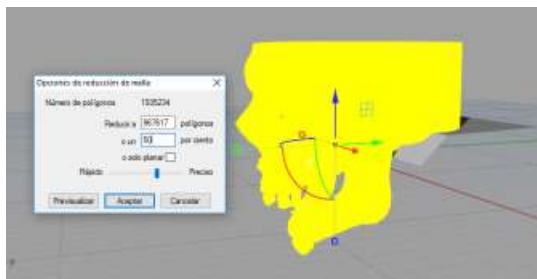 Opciones de reducción de malla
Número de polígonos 1935234
Reducir a 967617 polígonos
o un 50 por ciento
o solo planar
Rápido Preciso
Previsualizar Aceptar Cancelar